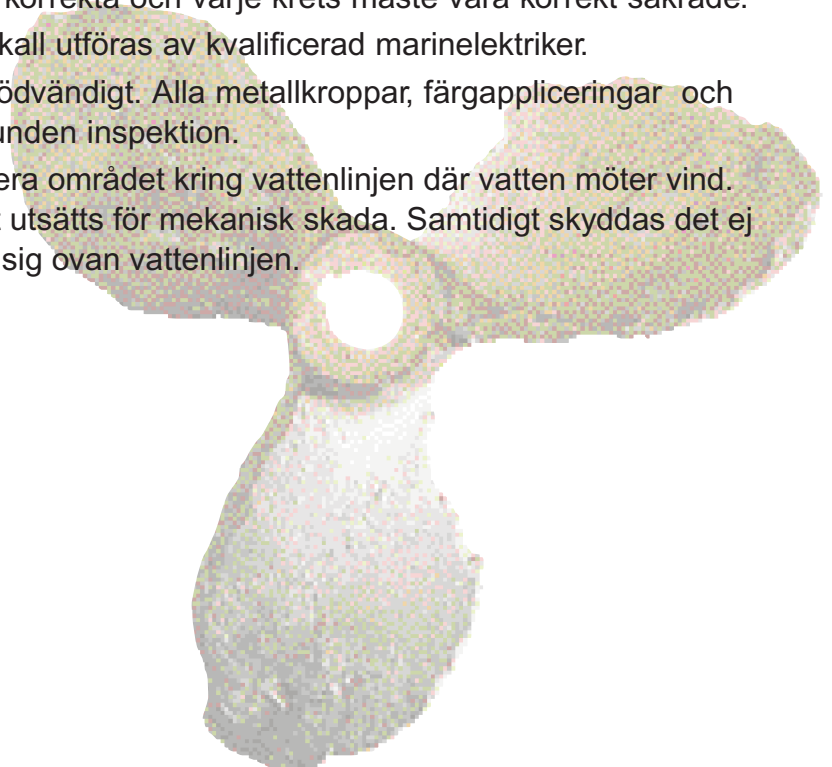 korrekta och varje krets måste vara korrekt säkrade.
kall utföras av kvalificerad marinelektriker.
ödvändigt. Alla metallkroppar, färgappliceringar och
unden inspektion.
era området kring vattenlinjen där vatten möter vind.
t utsätts för mekanisk skada. Samtidigt skyddas det ej
sig ovan vattenlinjen.